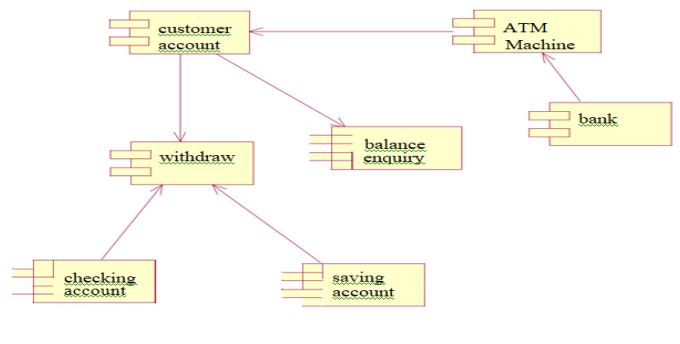 customer
account
ATM
Machine
bank
withdraw
balance
enquiry
checking
account
saving
account